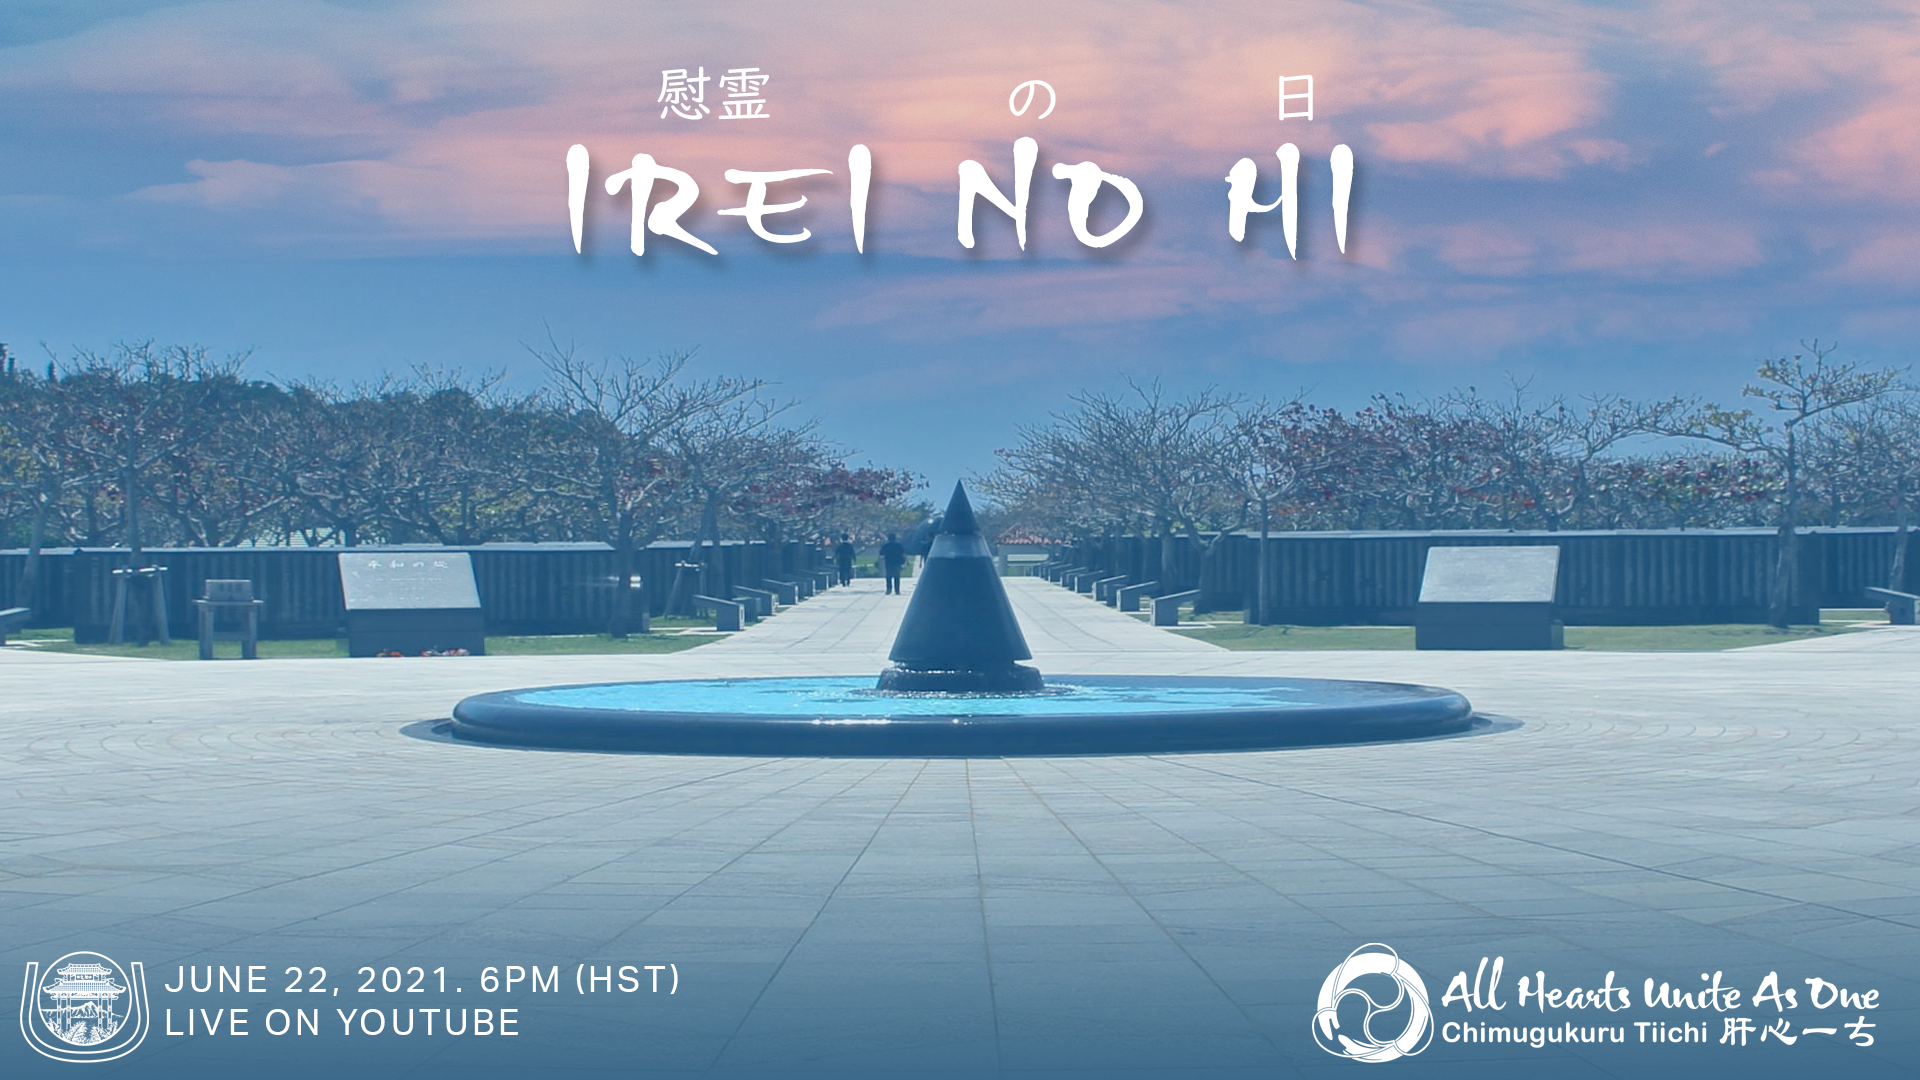 慰霊 の 日
IREI NO HI
JUNE 22, 2021. 6PM (HST)
LIVE ON YOUTUBE
All Hearts Unite As One
Chimugukuru Tiichi 肝心一ち